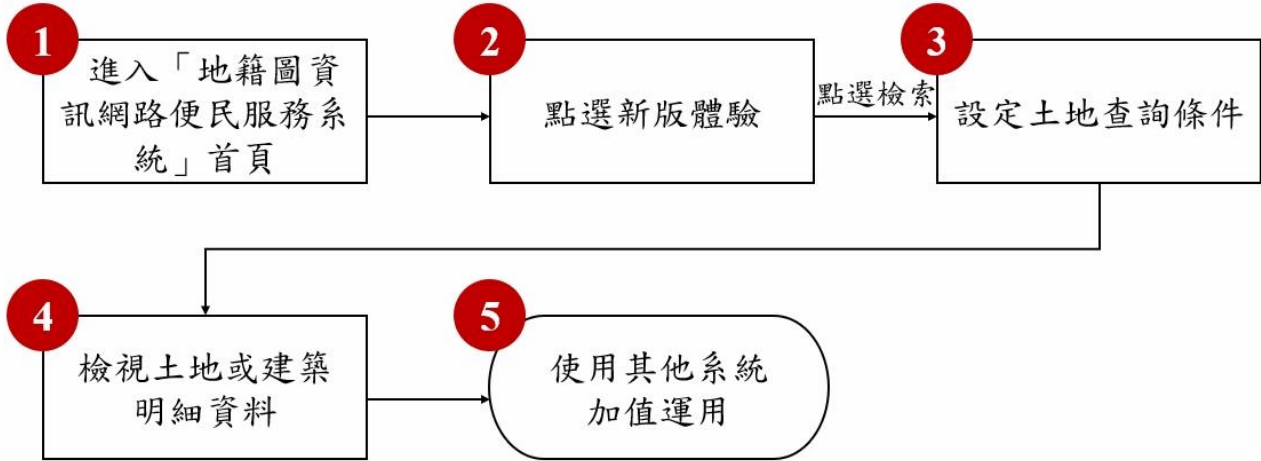 1
進入「地籍圖資
訊網路便民服務系
統」首頁
2
點選新版體驗
點選檢索
3
設定土地查詢條件
4
檢視土地或建築
明細資料
5
使用其他系統
加值運用